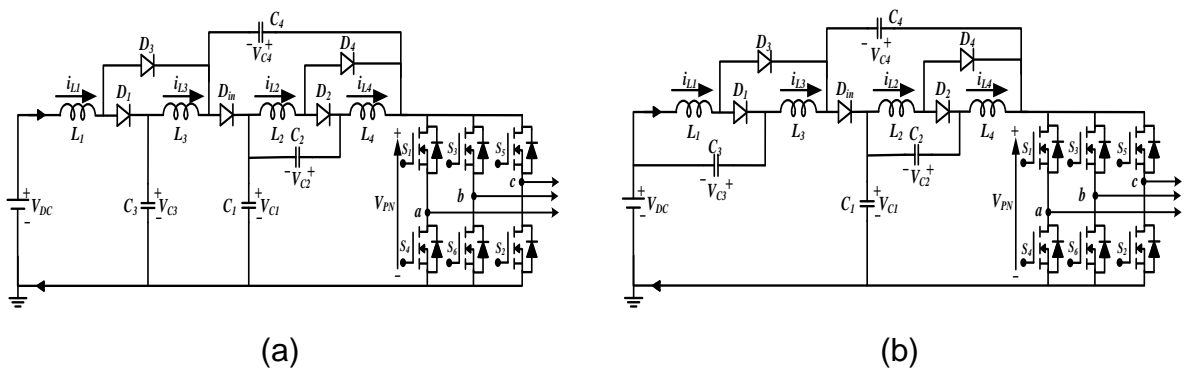 C4
− VC4 +
D3
D4
iL1
iL3
iL2
iL4
D1
Din
D2
L1
L3
L2
L4
C2
− VC2 +
S1
S3
S5
c
b
a
+
VPN
−
+
VDC
−
C3
+
VC3
−
C1
+
VC1
−
S4
S6
S2
(a)
C4
− VC4 +
D3
D4
iL1
iL3
iL2
iL4
D1
Din
D2
L1
L3
L2
L4
C3
− VC3 +
C2
− VC2 +
S1
S3
S5
c
b
a
+
VPN
−
+
VDC
−
C1
+
VC1
−
S4
S6
S2
(b)